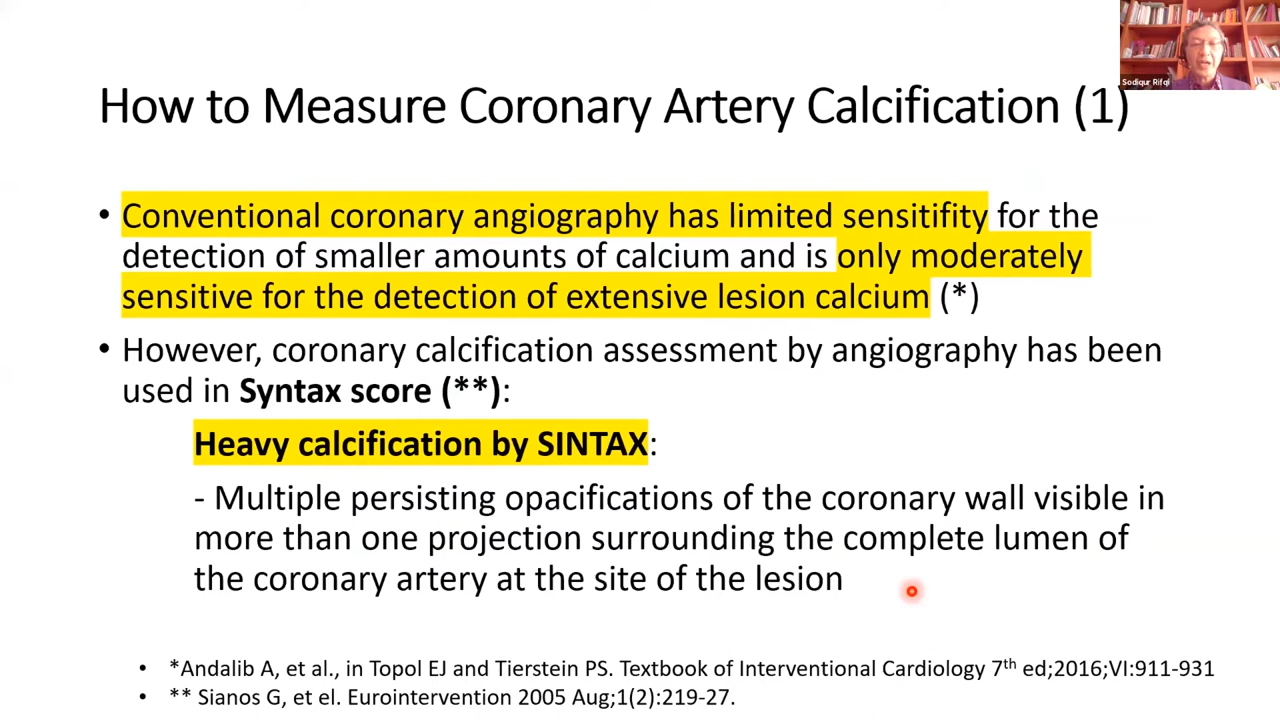 Sodiqur Rifqi
How to Measure Coronary Artery Calcification (1)
• Conventional coronary angiography has limited sensitifity for the
detection of smaller amounts of calcium and is only moderately
sensitive for the detection of extensive lesion calcium (*)
• However, coronary calcification assessment by angiography has been
used in Syntax score (**):
Heavy calcification by SINTAX:
- Multiple persisting opacifications of the coronary wall visible in
more than one projection surrounding the complete lumen of
the coronary artery at the site of the lesion
• *Andalib A, et al., in Topol EJ and Tierstein PS. Textbook of Interventional Cardiology 7th ed;2016;VI:911-931
• ** Sianos G, et el. Eurointervention 2005 Aug;1(2):219-27.